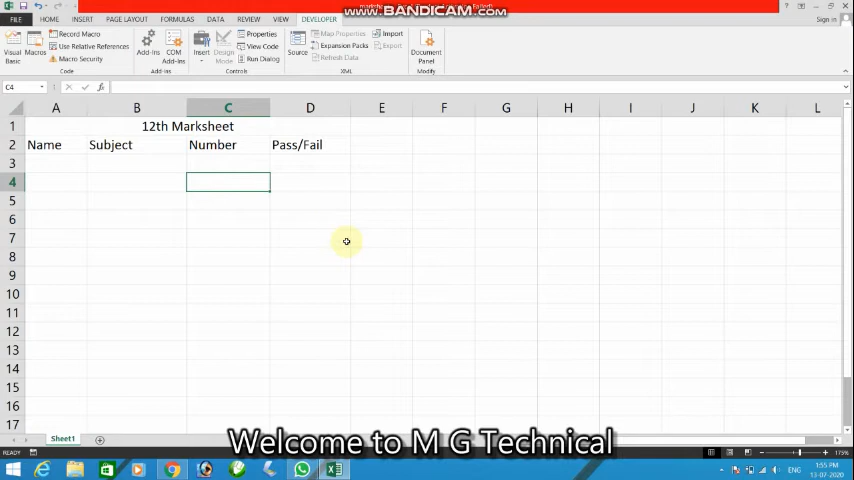 www.BANDICAM.com
Sign in
FILE HOME INSERT PAGE LAYOUT FORMULAS DATA REVIEW VIEW DEVELOPER
Visual Basic
Macros
Record Macro
Use Relative References
Macro Security
Code
Add-Ins
COM Add-Ins
Add-Ins
Insert
Design Mode
Properties
View Code
Run Dialog
Controls
Source
Map Properties
Expansion Packs
Refresh Data
Import
Export
XML
Document Panel
Modify
C4
A B C D E F G H I J K L
1 12th Marksheet
2 Name Subject Number Pass/Fail
3
4
5
6
7
8
9
10
11
12
13
14
15
16
17
Sheet1
Welcome to M G Technical
175%
ENG
1:55 PM
13-07-2020